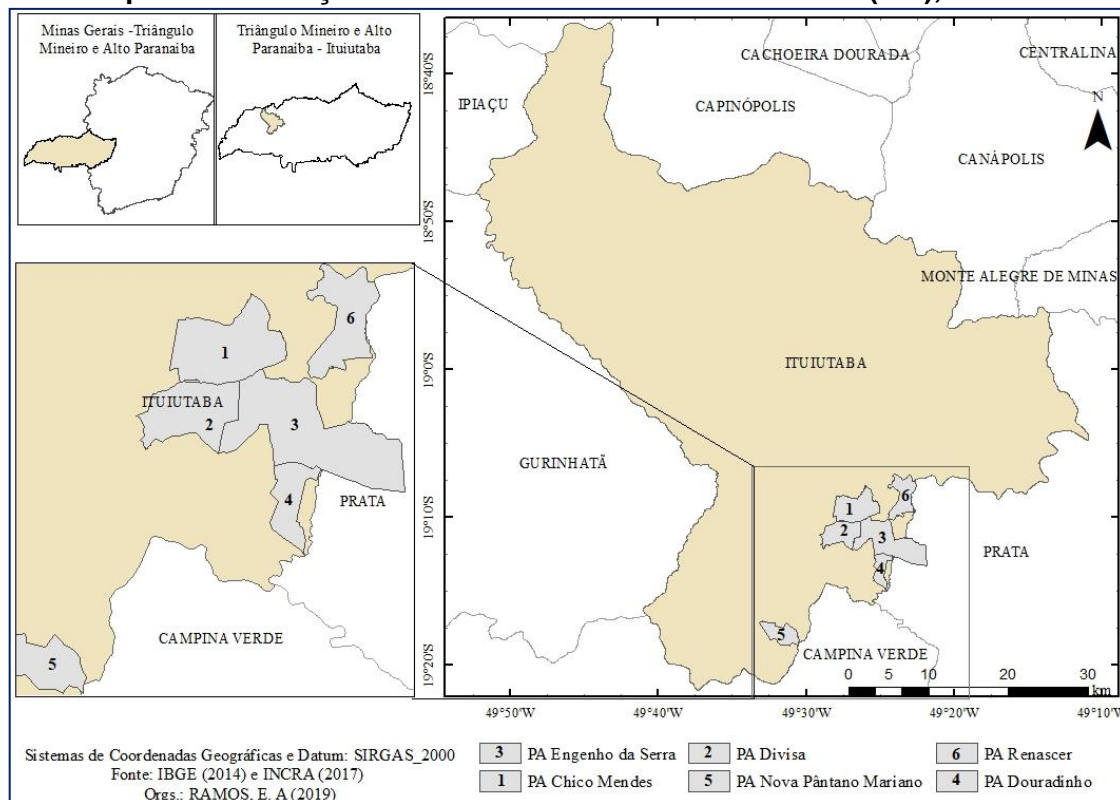 Minas Gerais -Triângulo
Mineiro e Alto Paranaiba
Triângulo Mineiro e Alto
Paranaiba - Ituiutaba
18°40'S
18°50'S
19°0'S
19°10'S
19°20'S
IPIAÇU
CACHOEIRA DOURADA
CENTRALINA
CAPINÓPOLIS
N
CANÁPOLIS
MONTE ALEGRE DE MINAS
ITUIUTABA
GURINHATÃ
PRATA
CAMPINA VERDE
1
2
3
4
5
6
0 5 10 20 30
km
6
1
ITUIUTABA
2
3
4
PRATA
CAMPINA VERDE
5
49°50'W 49°40'W 49°30'W 49°20'W 49°10'W
Sistemas de Coordenadas Geográficas e Datum: SIRGAS_2000
Fonte: IBGE (2014) e INCRA (2017)
Orgs.: RAMOS, E. A (2019)
3 PA Engenho da Serra 2 PA Divisa 6 PA Renascer
1 PA Chico Mendes 5 PA Nova Pântano Mariano 4 PA Douradinho